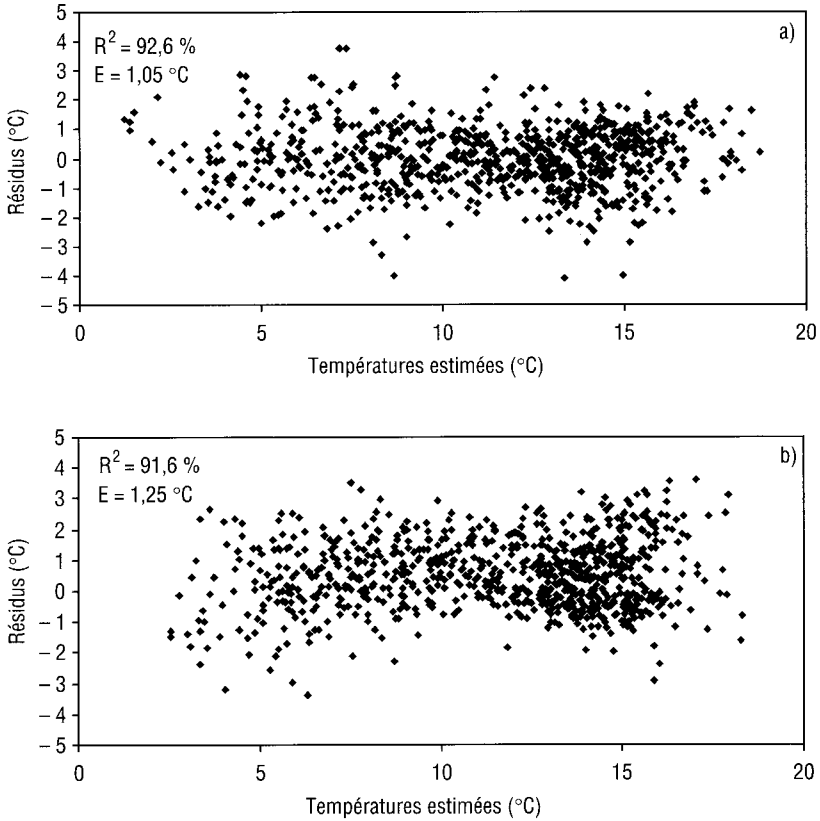 5
4
3
2
1
0
– 1
– 2
– 3
– 4
– 5
Résidus (°C)
R² = 92,6 %
E = 1,05 °C
a)
0 5 10 15 20
Températures estimées (°C)
5
4
3
2
1
0
– 1
– 2
– 3
– 4
– 5
Résidus (°C)
R² = 91,6 %
E = 1,25 °C
b)
0 5 10 15 20
Températures estimées (°C)